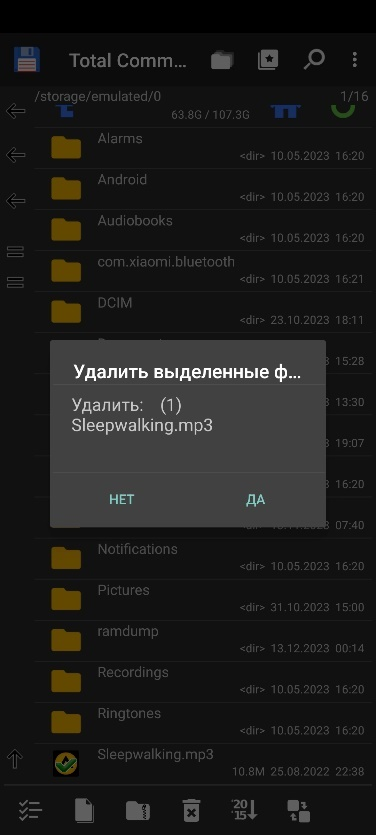 Total Comm...
/storage/emulated/0 1/16
63.8G / 107.3G
Alarms
<dir> 10.05.2023 16:20
Android
<dir> 10.05.2023 16:20
Audiobooks
<dir> 10.05.2023 16:20
com.xiaomi.bluetooth
<dir> 10.05.2023 16:21
DCIM
<dir> 23.10.2023 18:11
15:28
Удалить выделенные ф...
Удалить: (1)
13:30
Sleepwalking.mp3
19:07
16:20
НЕТ ДА
07:40
Notifications
<dir> 10.05.2023 16:20
Pictures
<dir> 31.10.2023 15:00
ramdump
<dir> 13.12.2023 00:14
Recordings
<dir> 10.05.2023 16:20
Ringtones
<dir> 10.05.2023 16:20
Sleepwalking.mp3
10.8M 25.08.2022 22:38
'20
15